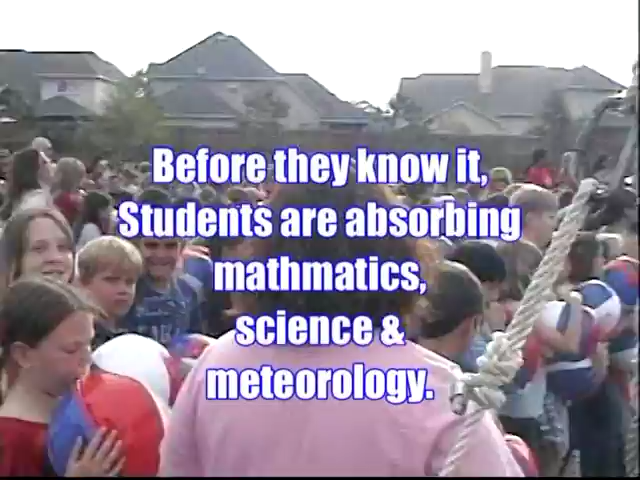 Before they know it,
Students are absorbing
mathmatics,
science &
meteorology.